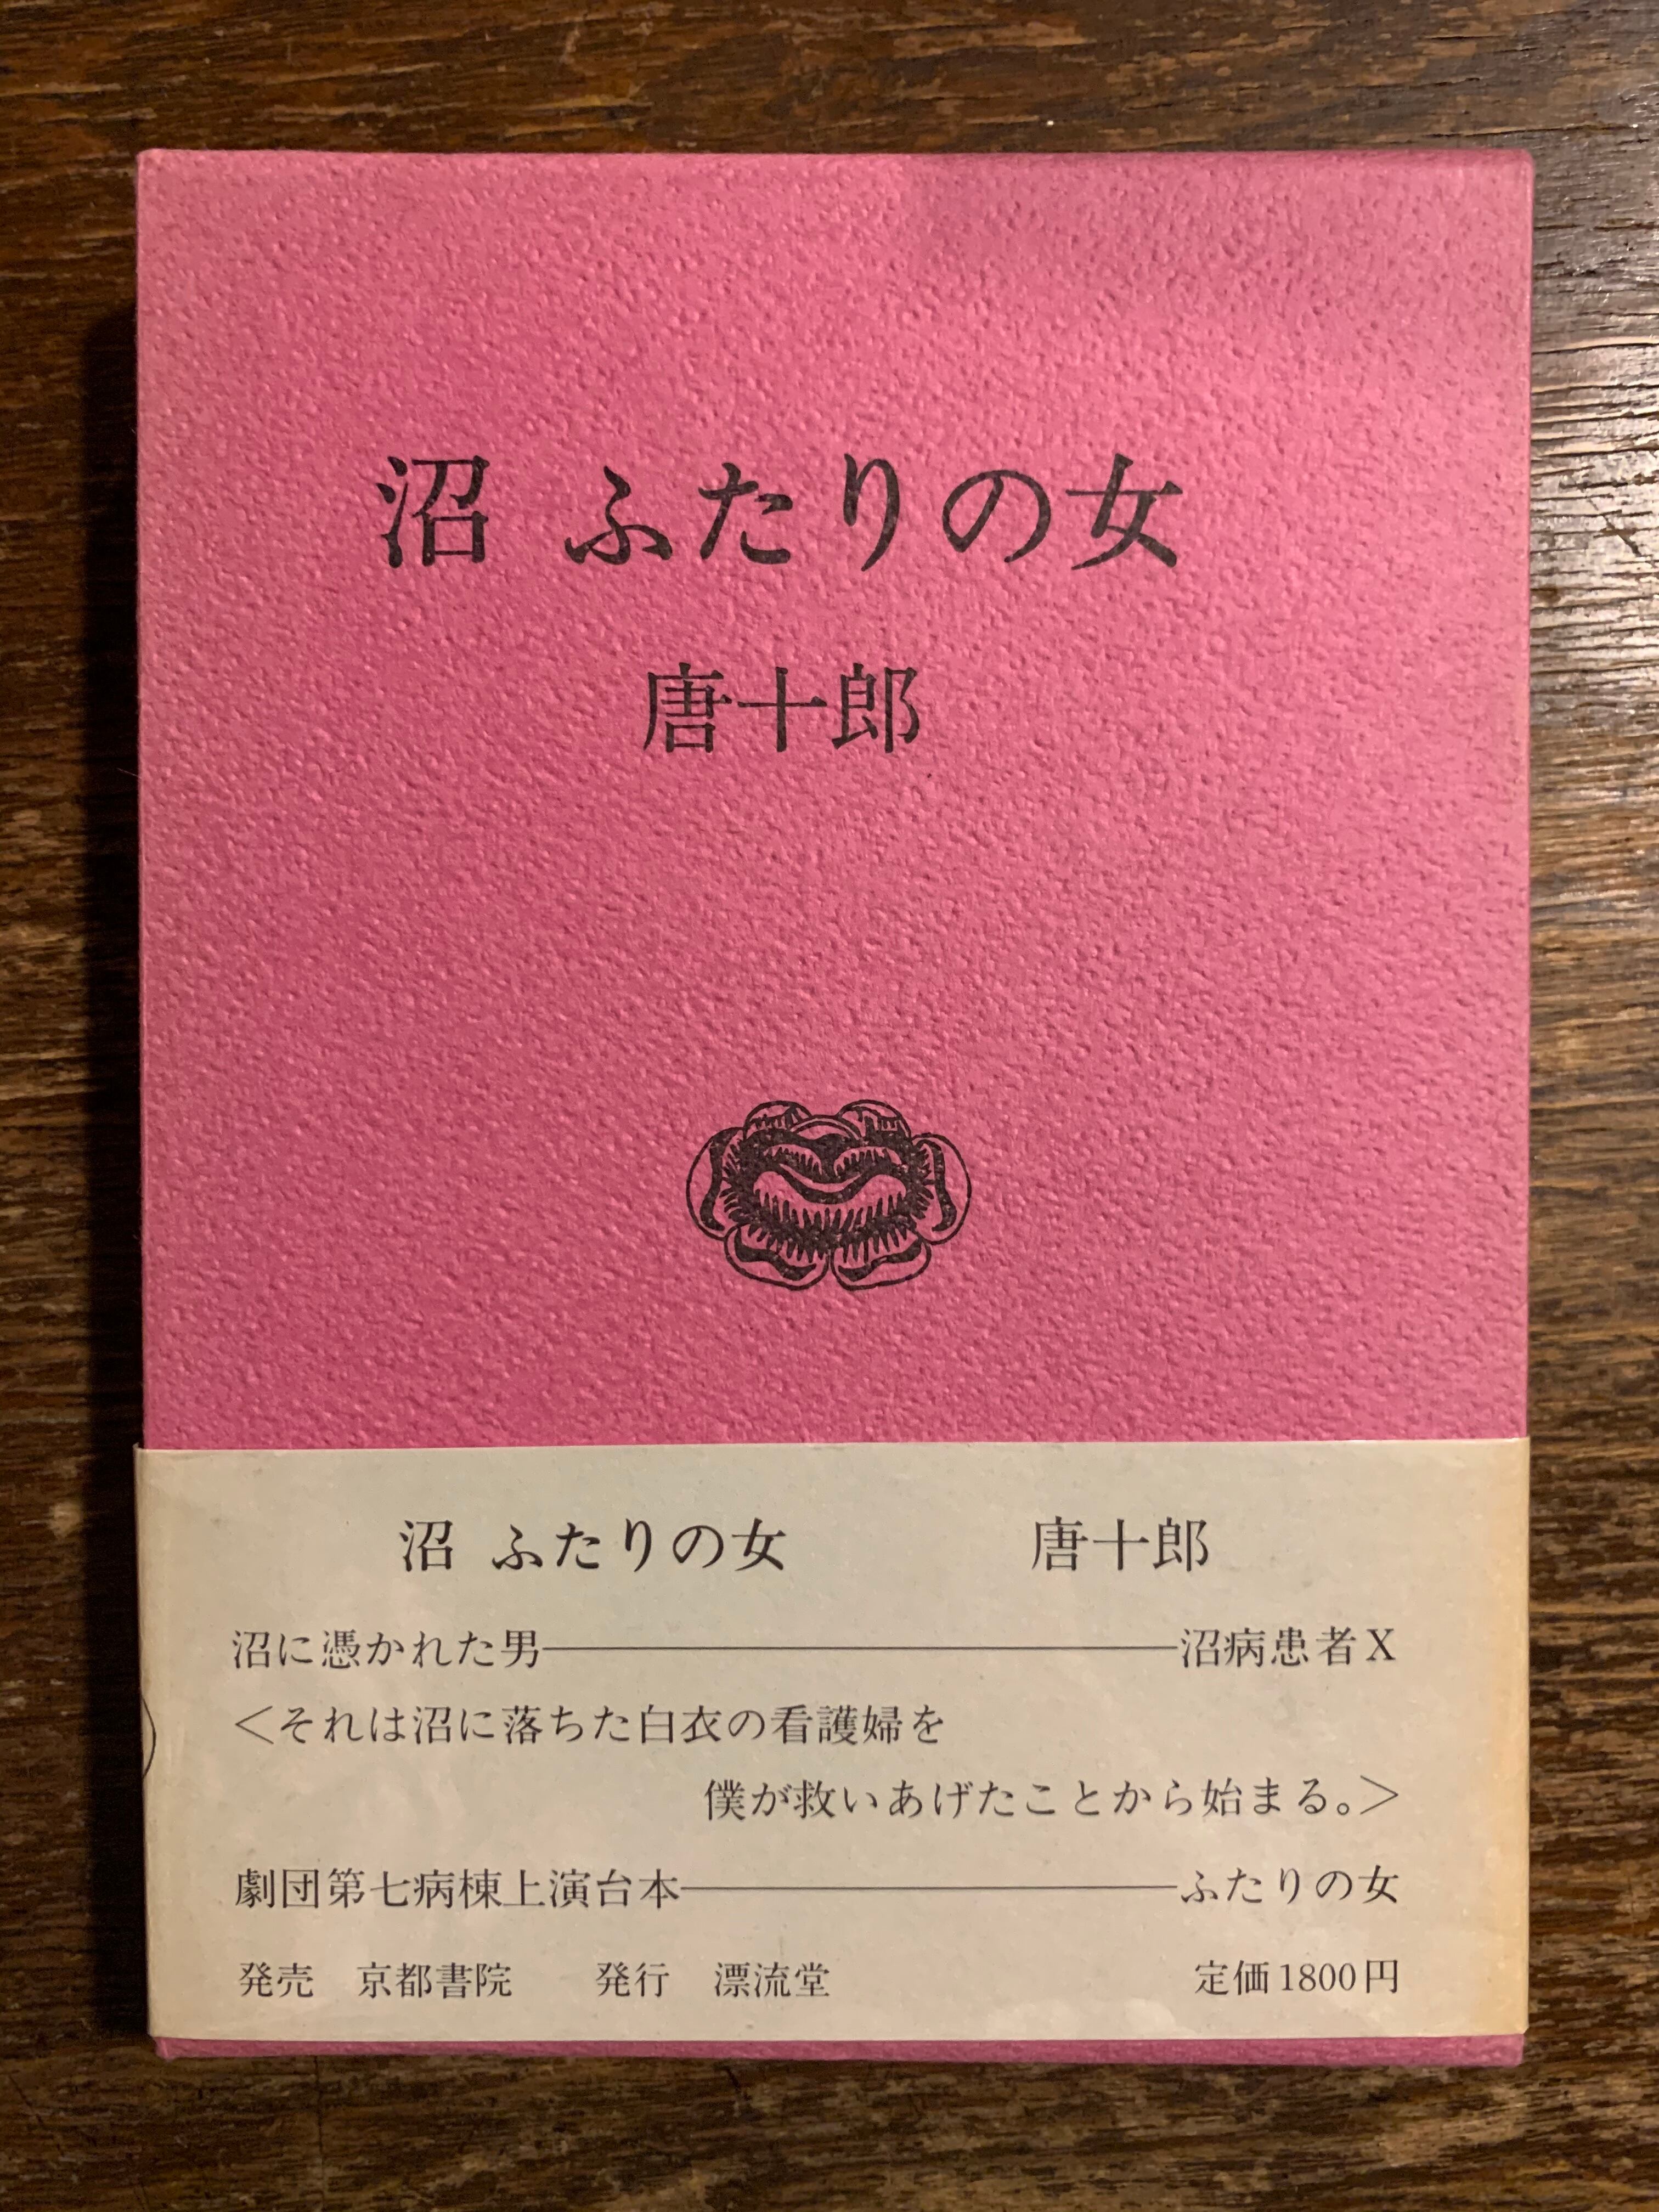 沼 ふたりの女
唐十郎
沼 ふたりの女 唐十郎
沼に憑かれた男────────沼病患者X
＜それは沼に落ちた白衣の看護婦を
僕が救いあげたことから始まる。＞
劇団第七病棟上演台本────────ふたりの女
発売 京都書院 発行 漂流堂 定価1800円